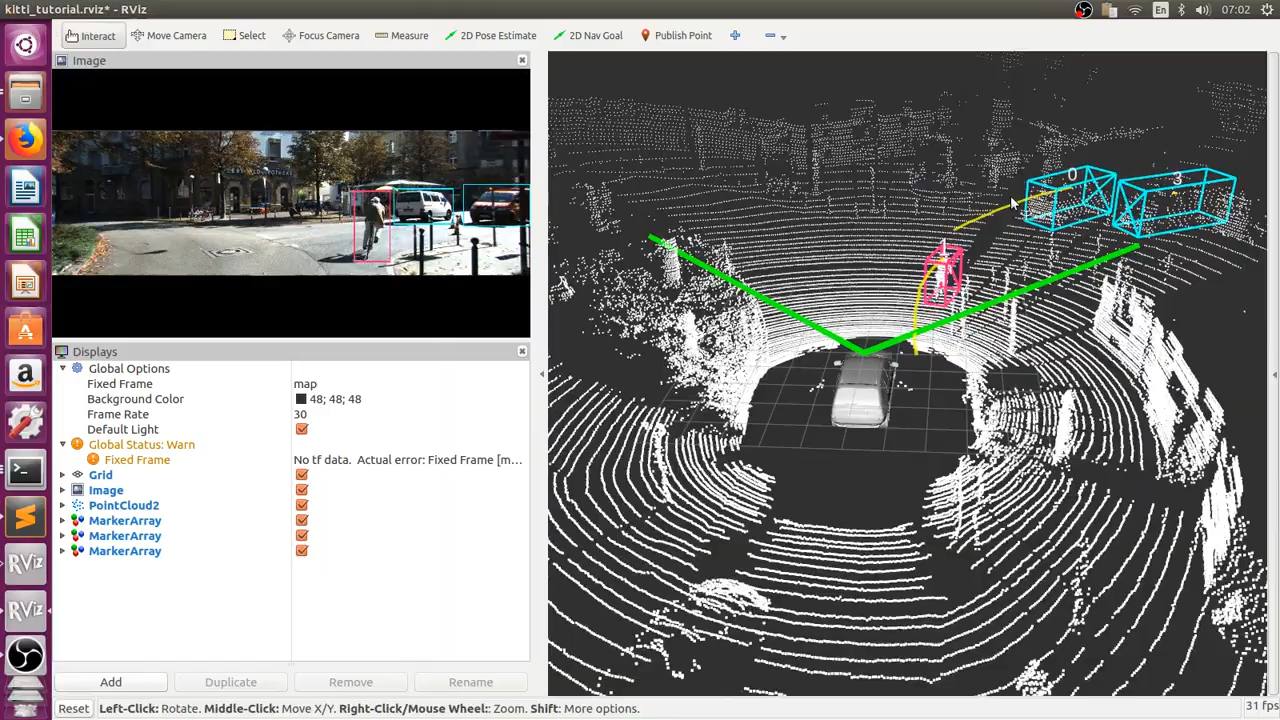 kitti_tutorial.rviz* - RViz
En
07:02
Interact
Move Camera
Select
Focus Camera
Measure
2D Pose Estimate
2D Nav Goal
Publish Point
Image
0
3
Displays
Global Options
Fixed Frame
map
Background Color
48; 48; 48
Frame Rate
30
Default Light
Global Status: Warn
Fixed Frame
No tf data. Actual error: Fixed Frame [m...
Grid
Image
PointCloud2
MarkerArray
MarkerArray
MarkerArray
RViz
RViz
Add
Duplicate
Remove
Rename
Reset
Left-Click: Rotate. Middle-Click: Move X/Y. Right-Click/Mouse Wheel:: Zoom. Shift: More options.
31 fps